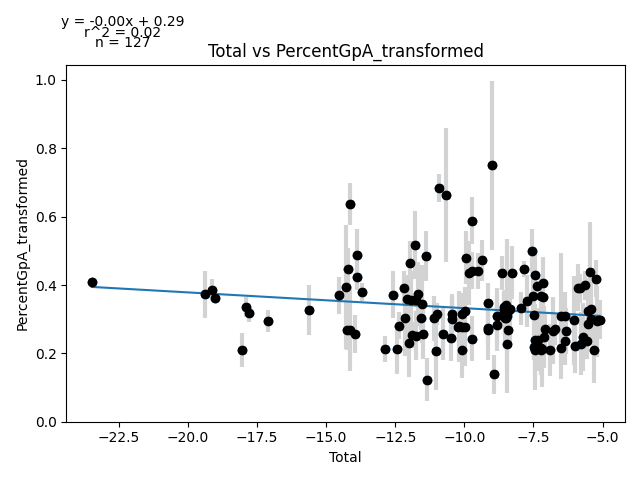 y = -0.00x + 0.29
r^2 = 0.02
n = 127
Total vs PercentGpA_transformed
PercentGpA_transformed
1.0
0.8
0.6
0.4
0.2
0.0
-22.5 -20.0 -17.5 -15.0 -12.5 -10.0 -7.5 -5.0
Total